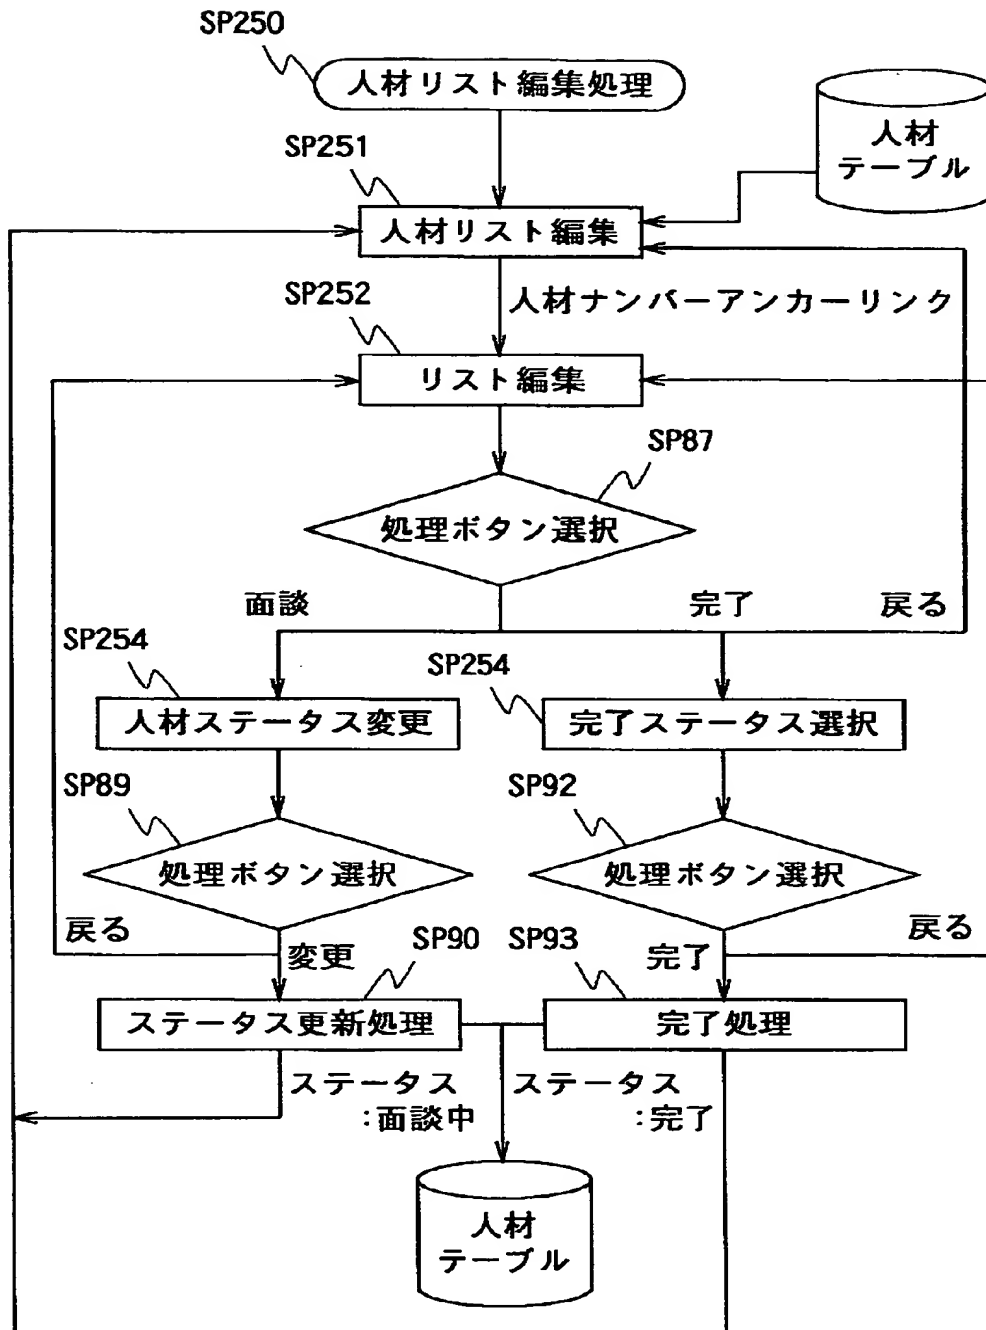 SP250
人材リスト編集処理
人材
テーブル
SP251
人材リスト編集
人材ナンバーアンカーリンク
SP252
リスト編集
SP87
処理ボタン選択
面談
完了
戻る
SP254
人材ステータス変更
SP254
完了ステータス選択
SP89
処理ボタン選択
SP92
処理ボタン選択
戻る
変更
SP90
SP93
完了
戻る
ステータス更新処理
完了処理
ステータス
:面談中
ステータス
:完了
人材
テーブル